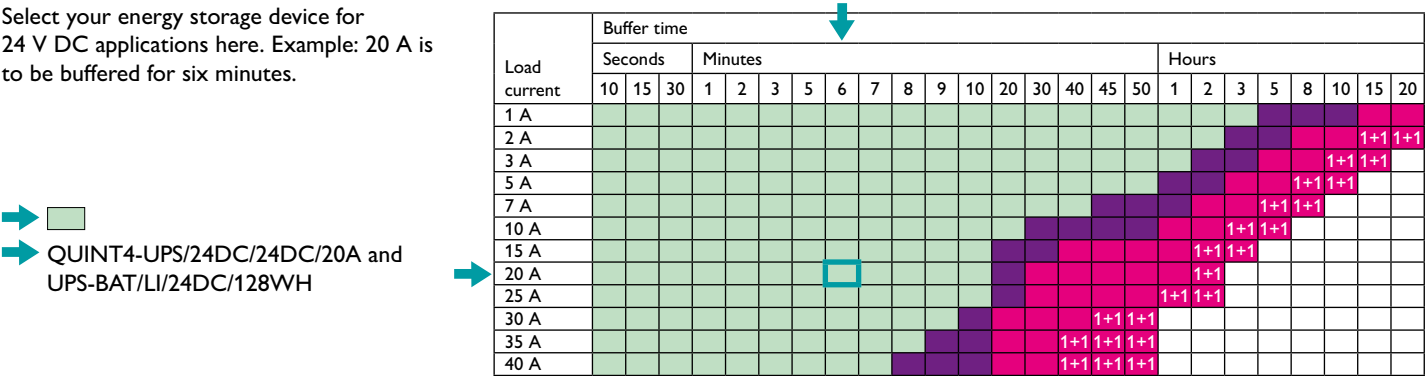 Select your energy storage device for
24 V DC applications here. Example: 20 A is
to be buffered for six minutes.
QUINT4-UPS/24DC/24DC/20A and
UPS-BAT/LI/24DC/128WH
Load
current
Buffer time
Seconds Minutes Hours
10 15 30 1 2 3 5 6 7 8 9 10 20 30 40 45 50 1 2 3 5 8 10 15 20
1 A
2 A 1+1 1+1
3 A 1+1 1+1
5 A 1+1 1+1
7 A 1+1 1+1
10 A 1+1 1+1
15 A 1+1 1+1
20 A 1+1
25 A 1+1 1+1
30 A 1+1 1+1
35 A 1+1 1+1 1+1
40 A 1+1 1+1 1+1